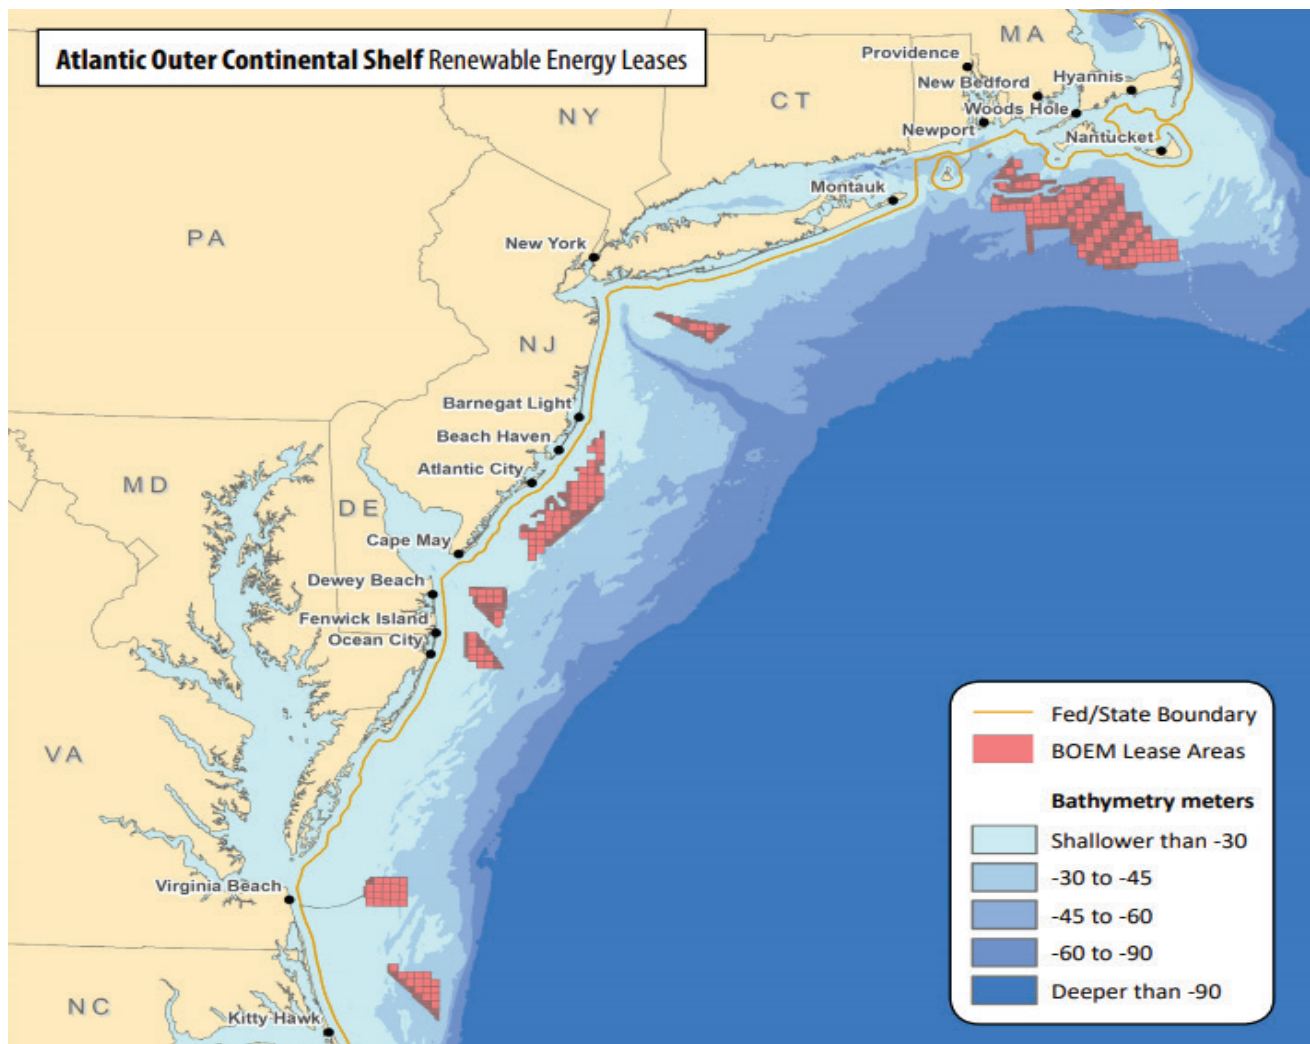 Atlantic Outer Continental Shelf Renewable Energy Leases
MA
Providence
New Bedford
Hyannis
CT
Woods Hole
NY
Newport
Nantucket
Montauk
PA
New York
NJ
Barnegat Light
Beach Haven
Atlantic City
MD
DE
Cape May
Dewey Beach
Fenwick Island
Ocean City
VA
Virginia Beach
NC
Kitty Hawk
Fed/State Boundary
BOEM Lease Areas
Bathymetry meters
Shallower than -30
-30 to -45
-45 to -60
-60 to -90
Deeper than -90